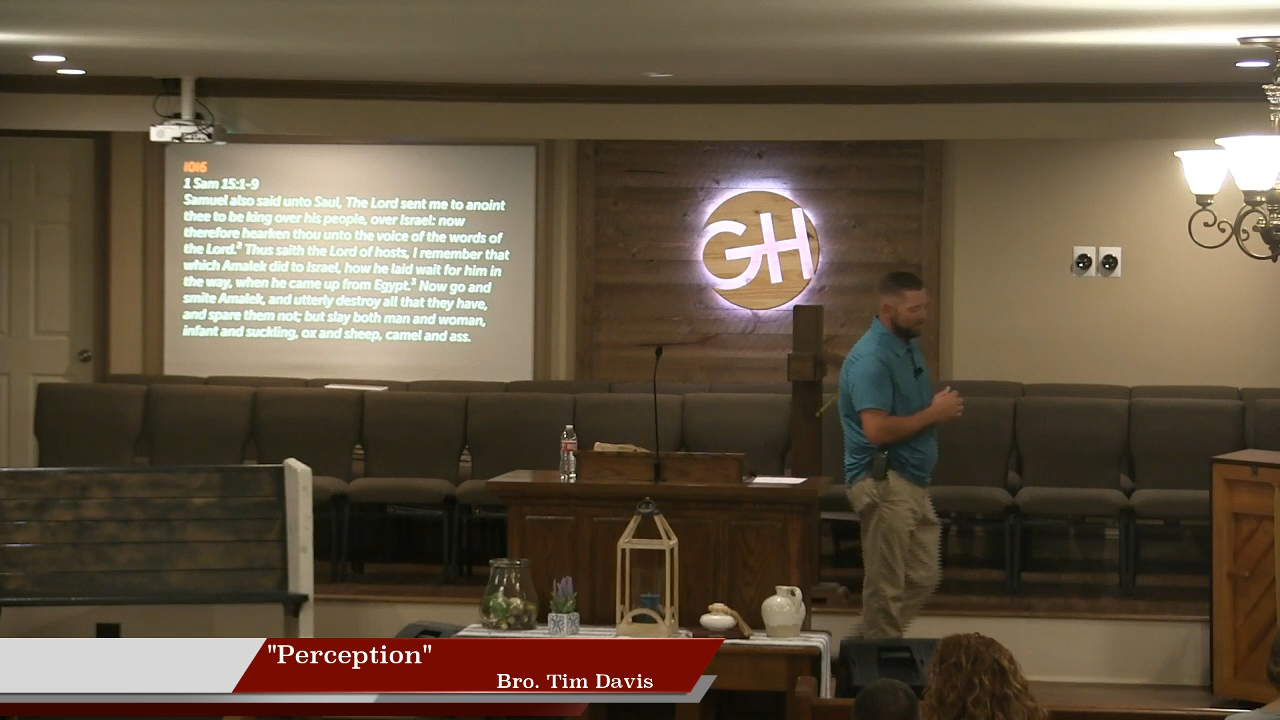 1016
1 Sam 15:1-9
Samuel also said unto Saul, The Lord sent me to anoint
thee to be king over his people, over Israel: now
therefore hearken thou unto the voice of the words of
the Lord.² Thus saith the Lord of hosts, I remember that
which Amalek did to Israel, how he laid wait for him in
the way, when he came up from Egypt.³ Now go and
smite Amalek, and utterly destroy all that they have,
and spare them not; but slay both man and woman,
infant and suckling, ox and sheep, camel and ass.
GH
"Perception"
Bro. Tim Davis